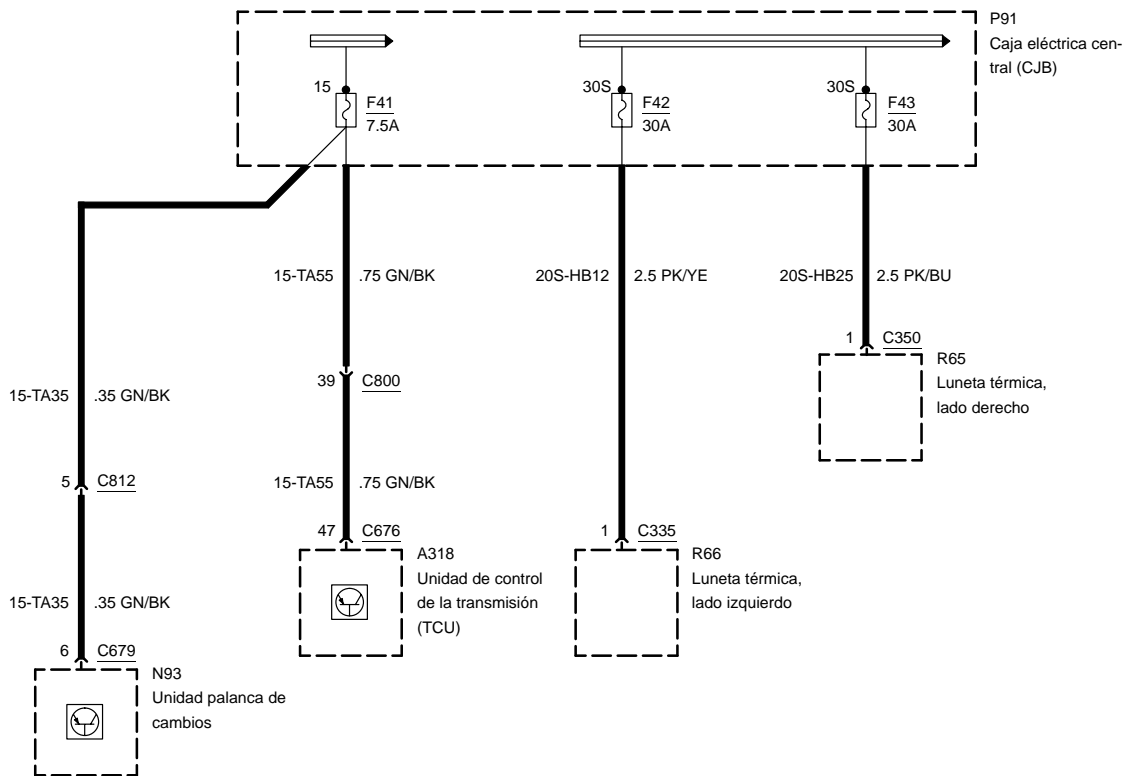 P91
Caja eléctrica cen-
tral (CJB)
15
F41
7.5A
30S
F42
30A
30S
F43
30A
15-TA55 .75 GN/BK
20S-HB12 2.5 PK/YE
20S-HB25 2.5 PK/BU
1 C350
R65
Luneta térmica,
lado derecho
39 C800
15-TA35 .35 GN/BK
5 C812
15-TA55 .75 GN/BK
47 C676
A318
Unidad de control
de la transmisión
(TCU)
1 C335
R66
Luneta térmica,
lado izquierdo
15-TA35 .35 GN/BK
6 C679
N93
Unidad palanca de
cambios